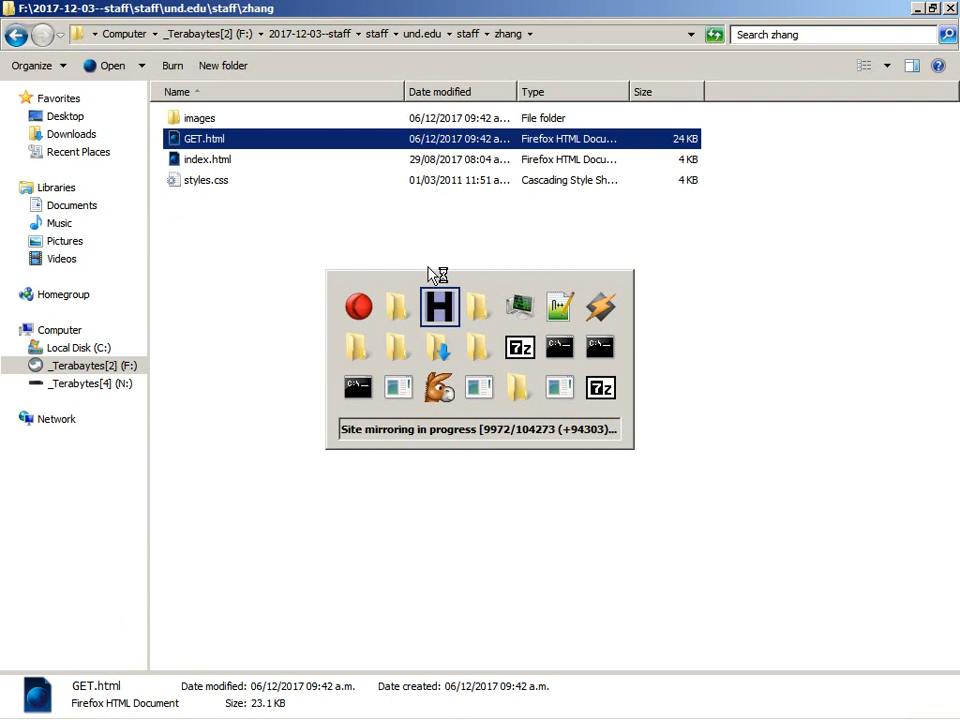 F:\2017-12-03--staff\staff\und.edu\staff\zhang
Computer _Terabaytes[2] (F:) 2017-12-03--staff staff und.edu staff zhang
Search zhang
Organize Open Burn New folder
Name Date modified Type Size
Favorites
Desktop
Downloads
Recent Places
Libraries
Documents
Music
Pictures
Videos
Homegroup
Computer
Local Disk (C:)
_Terabaytes[2] (F:)
_Terabytes[4] (N:)
Network
images 06/12/2017 09:42 a... File folder
GET.html 06/12/2017 09:42 a... Firefox HTML Docu... 24 KB
index.html 29/08/2017 08:04 a... Firefox HTML Docu... 4 KB
styles.css 01/03/2011 11:51 a... Cascading Style Sh... 4 KB
H
n++
7z C:\_ C:\_
C:\_ 7z
Site mirroring in progress [9972/104273 (+94303)...
GET.html Date modified: 06/12/2017 09:42 a.m. Date created: 06/12/2017 09:42 a.m.
Firefox HTML Document Size: 23.1 KB